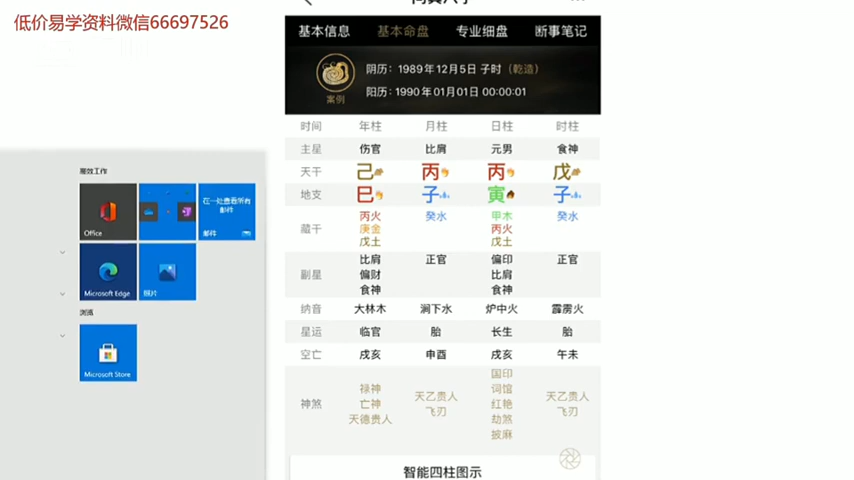 低价易学资料微信66697526
基本信息 基本命盘 专业细盘 断事笔记
阴历：1989年12月5日 子时（乾造）
阳历：1990年01月01日 00:00:01
案例
时间 年柱 月柱 日柱 时柱
主星 伤官 比肩 元男 食神
天干 己 丙 丙 戊
地支 巳 子 寅 子
藏干 丙火 癸水 甲木 癸水
庚金 丙火
戊土 戊土
副星 比肩 正官 偏印 正官
偏财 比肩
食神 食神
纳音 大林木 涧下水 炉中火 霹雳火
星运 临官 胎 长生 胎
空亡 戌亥 申酉 戌亥 午未
神煞 禄神 天乙贵人 国印 天乙贵人
亡神 飞刃 词馆 飞刃
天德贵人 红艳
劫煞
披麻
智能四柱图示
高效工作
Office
在一处查看所有邮件
邮件
Microsoft Edge
照片
浏览
Microsoft Store